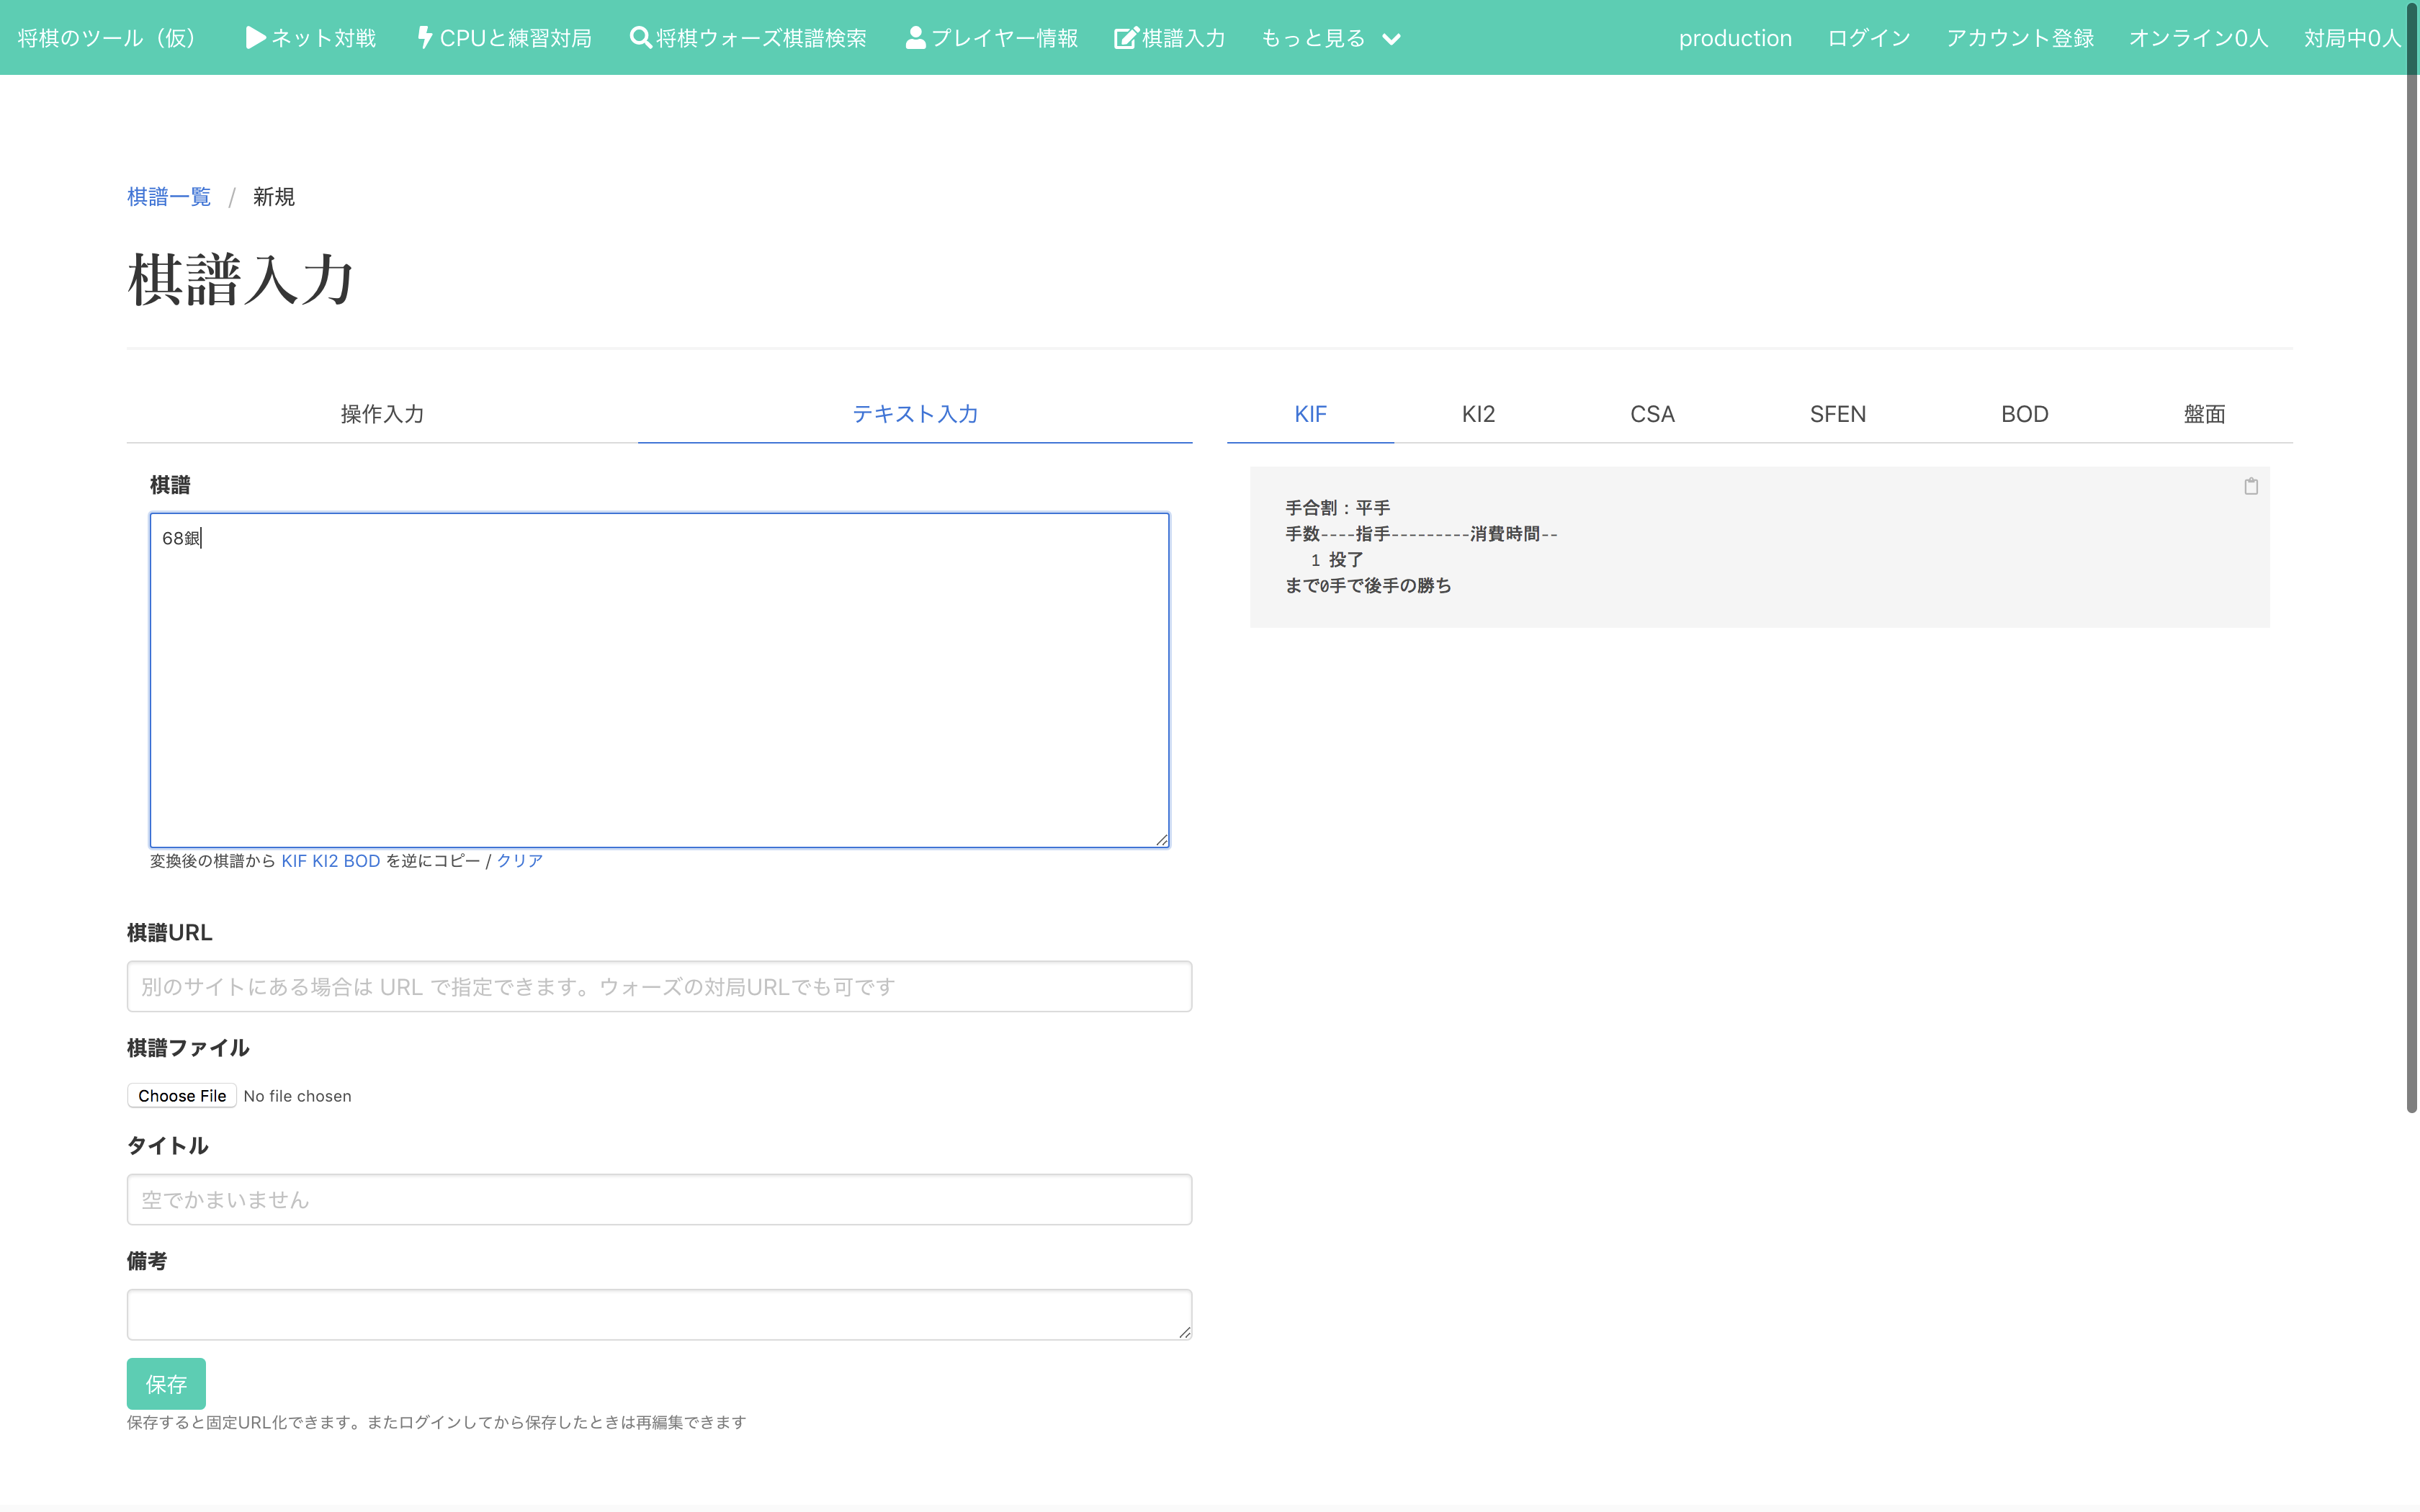 将棋のツール（仮） ネット対戦 CPUと練習対局 将棋ウォーズ棋譜検索 プレイヤー情報 棋譜入力 もっと見る production ログイン アカウント登録 オンライン0人 対局中0人
棋譜一覧 / 新規
棋譜入力
操作入力 テキスト入力 KIF KI2 CSA SFEN BOD 盤面
棋譜
68銀
手合割：平手
手数----指手---------消費時間--
1 投了
まで0手で後手の勝ち
変換後の棋譜から KIF KI2 BOD を逆にコピー / クリア
棋譜URL
別のサイトにある場合は URL で指定できます。ウォーズの対局URLでも可です
棋譜ファイル
Choose File No file chosen
タイトル
空でかまいません
備考
保存
保存すると固定URL化できます。またログインしてから保存したときは再編集できます